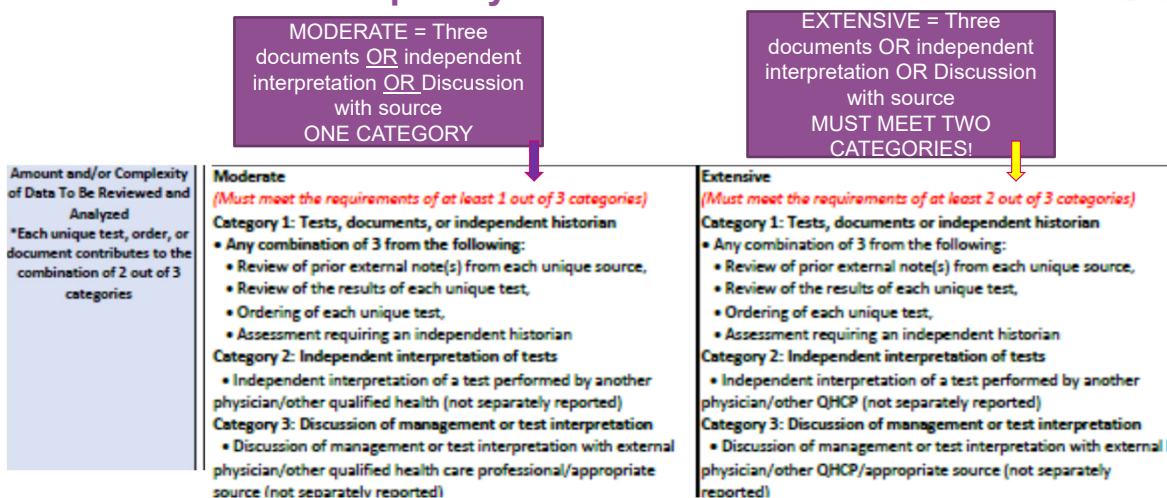 MODERATE = Three
documents OR independent
interpretation OR Discussion
with source
ONE CATEGORY
EXTENSIVE = Three
documents OR independent
interpretation OR Discussion
with source
MUST MEET TWO
CATEGORIES!
Amount and/or Complexity
of Data To Be Reviewed and
Analyzed
*Each unique test, order, or
document contributes to the
combination of 2 out of 3
categories
Moderate
(Must meet the requirements of at least 1 out of 3 categories)
Category 1: Tests, documents, or independent historian
• Any combination of 3 from the following:
• Review of prior external note(s) from each unique source,
• Review of the results of each unique test,
• Ordering of each unique test,
• Assessment requiring an independent historian
Category 2: Independent interpretation of tests
• Independent interpretation of a test performed by another
physician/other qualified health (not separately reported)
Category 3: Discussion of management or test interpretation
• Discussion of management or test interpretation with external
physician/other qualified health care professional/appropriate
source (not separately reported)
Extensive
(Must meet the requirements of at least 2 out of 3 categories)
Category 1: Tests, documents or independent historian
• Any combination of 3 from the following:
• Review of prior external note(s) from each unique source,
• Review of the results of each unique test,
• Ordering of each unique test,
• Assessment requiring an independent historian
Category 2: Independent interpretation of tests
• Independent interpretation of a test performed by another
physician/other QHCP (not separately reported)
Category 3: Discussion of management or test interpretation
• Discussion of management or test interpretation with external
physician/other QHCP/appropriate source (not separately
reported)